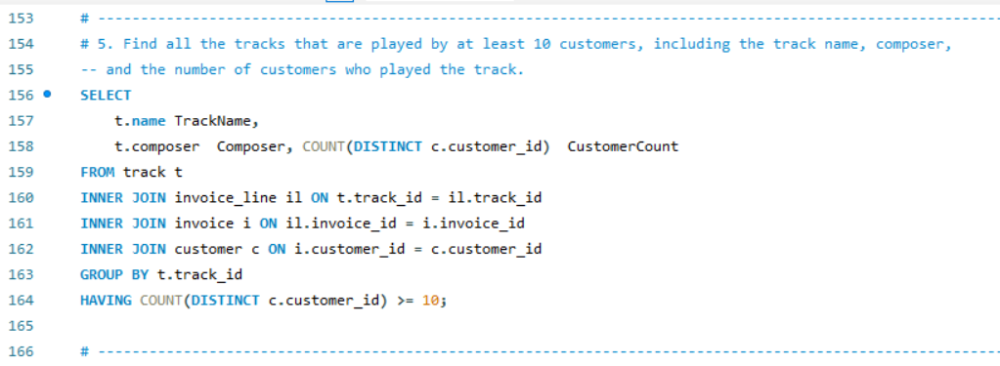 153 # ----------------------------------------------------------------------------------------------------------
154 # 5. Find all the tracks that are played by at least 10 customers, including the track name, composer,
155 -- and the number of customers who played the track.
156 SELECT
157 t.name TrackName,
158 t.composer  Composer, COUNT(DISTINCT c.customer_id)  CustomerCount
159 FROM track t
160 INNER JOIN invoice_line il ON t.track_id = il.track_id
161 INNER JOIN invoice i ON il.invoice_id = i.invoice_id
162 INNER JOIN customer c ON i.customer_id = c.customer_id
163 GROUP BY t.track_id
164 HAVING COUNT(DISTINCT c.customer_id) >= 10;
165
166 # ----------------------------------------------------------------------------------------------------------